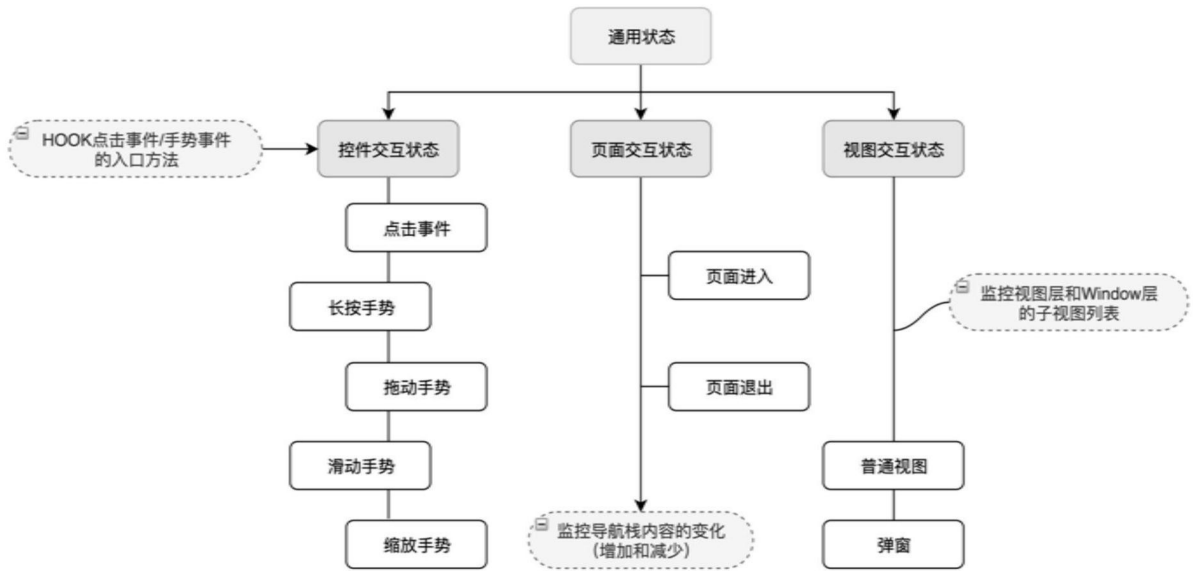 通用状态
HOOK点击事件/手势事件
的入口方法
控件交互状态
页面交互状态
视图交互状态
点击事件
长按手势
拖动手势
滑动手势
缩放手势
页面进入
页面退出
监控导航栈内容的变化
（增加和减少）
监控视图层和Window层
的子视图列表
普通视图
弹窗